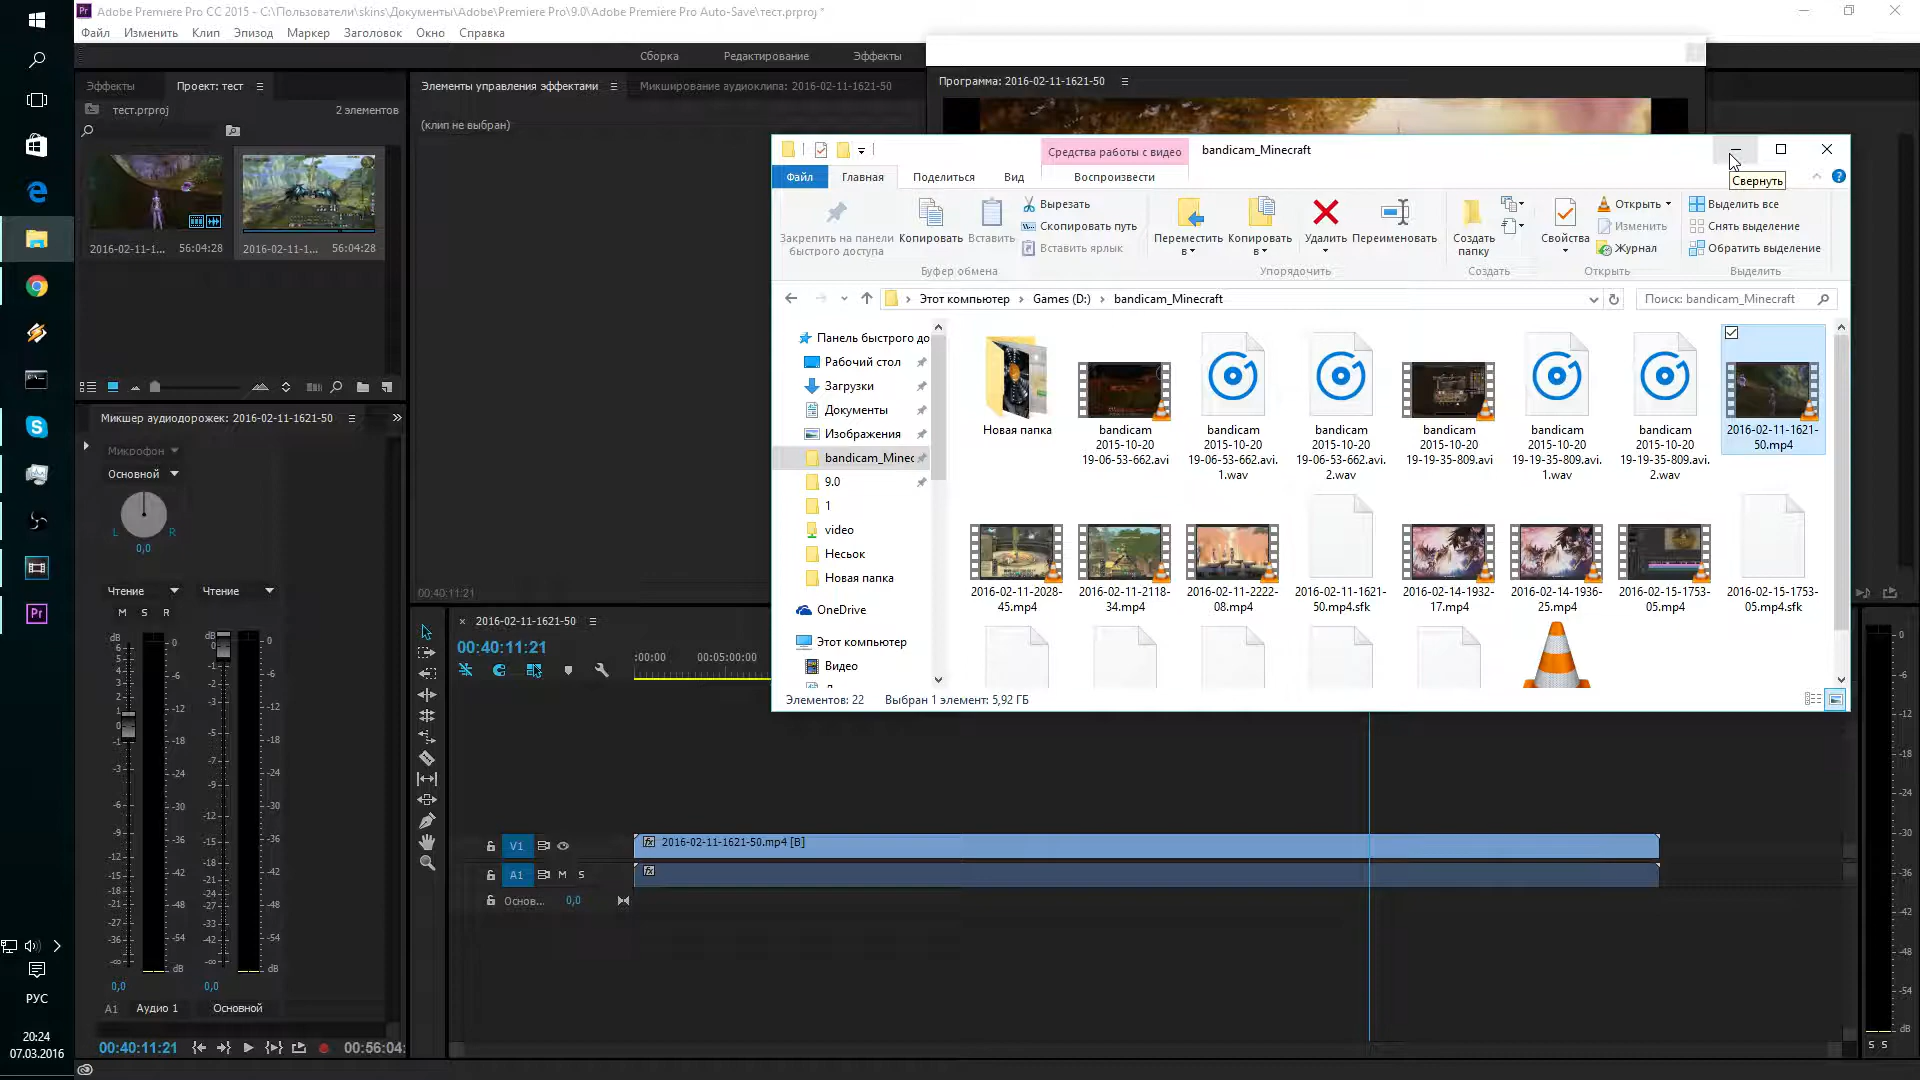 Adobe Premiere Pro CC 2015 - C:\Пользователи\skins\Документы\Adobe\Premiere Pro\9.0\Adobe Premiere Pro Auto-Save\тест.prproj *
Файл Изменить Клип Эпизод Маркер Заголовок Окно Справка
Сборка Редактирование Эффекты
Эффекты Проект: тест
тест.prproj 2 элементов
2016-02-11-1... 56:04:28
2016-02-11-1... 56:04:28
Элементы управления эффектами Микширование аудиоклипа: 2016-02-11-1621-50
(клип не выбран)
00:40:11:21
Программа: 2016-02-11-1621-50
Средства работы с видео bandicam_Minecraft
Свернуть
Файл Главная Поделиться Вид Воспроизвести
Закрепить на панели быстрого доступа
Копировать
Вставить
Вырезать
Скопировать путь
Вставить ярлык
Буфер обмена
Переместить в
Копировать в
Удалить
Переименовать
Упорядочить
Создать папку
Создать
Свойства
Открыть
Изменить
Журнал
Открыть
Выделить все
Снять выделение
Обратить выделение
Выделить
Этот компьютер Games (D:) bandicam_Minecraft
Поиск: bandicam_Minecraft
Панель быстрого до
Рабочий стол
Загрузки
Документы
Изображения
bandicam_Minec
9.0
1
video
Несьок
Новая папка
OneDrive
Этот компьютер
Видео
Новая папка
bandicam 2015-10-20 19-06-53-662.avi
bandicam 2015-10-20 19-06-53-662.avi.1.wav
bandicam 2015-10-20 19-06-53-662.avi.2.wav
bandicam 2015-10-20 19-19-35-809.avi
bandicam 2015-10-20 19-19-35-809.avi.1.wav
bandicam 2015-10-20 19-19-35-809.avi.2.wav
2016-02-11-1621-50.mp4
2016-02-11-2028-45.mp4
2016-02-11-2118-34.mp4
2016-02-11-2222-08.mp4
2016-02-11-1621-50.mp4.sfk
2016-02-14-1932-17.mp4
2016-02-14-1936-25.mp4
2016-02-15-1753-05.mp4
2016-02-15-1753-05.mp4.sfk
Элементов: 22 Выбран 1 элемент: 5,92 ГБ
Микшер аудиодорожек: 2016-02-11-1621-50
Микрофон
Основной
L R
0,0
Чтение Чтение
M S R
dB
0,0 0,0
A1 Аудио 1 Основной
00:40:11:21 00:56:04:
2016-02-11-1621-50
00:40:11:21
:00:00 00:05:00:00
V1 2016-02-11-1621-50.mp4 [В]
A1 M S
Основ... 0,0
S S
РУС
20:24
07.03.2016